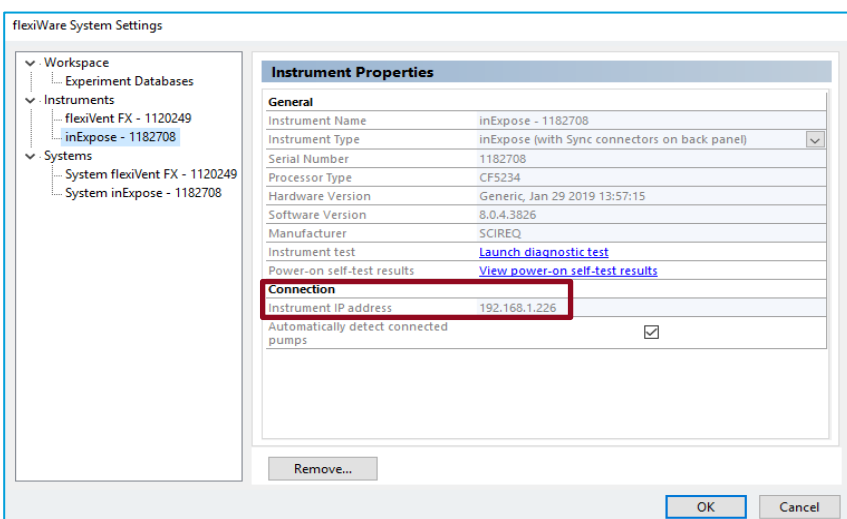 flexiWare System Settings
Workspace
Experiment Databases
Instruments
flexiVent FX - 1120249
inExpose - 1182708
Systems
System flexiVent FX - 1120249
System inExpose - 1182708
Instrument Properties
General
Instrument Name inExpose - 1182708
Instrument Type inExpose (with Sync connectors on back panel)
Serial Number 1182708
Processor Type CF5234
Hardware Version Generic, Jan 29 2019 13:57:15
Software Version 8.0.4.3826
Manufacturer SCIREQ
Instrument test Launch diagnostic test
Power-on self-test results View power-on self-test results
Connection
Instrument IP address 192.168.1.226
Automatically detect connected
pumps
Remove...
OK Cancel